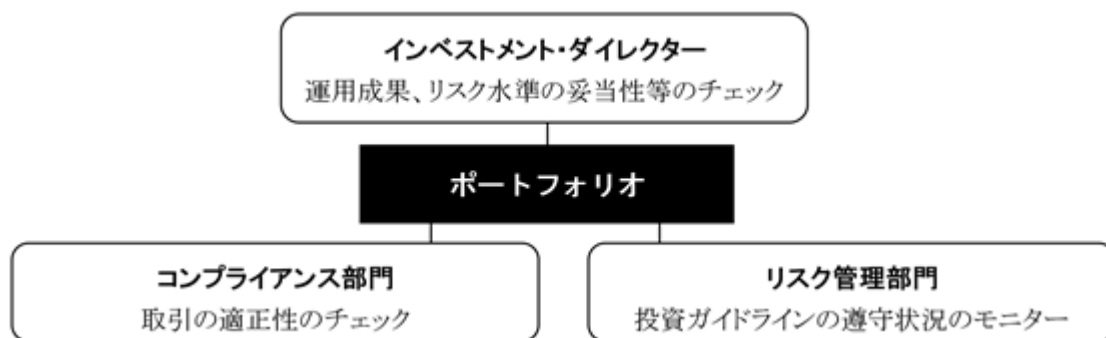 インベストメント・ダイレクター
運用成果、リスク水準の妥当性等のチェック
ポートフォリオ
コンプライアンス部門
取引の適正性のチェック
リスク管理部門
投資ガイドラインの遵守状況のモニター